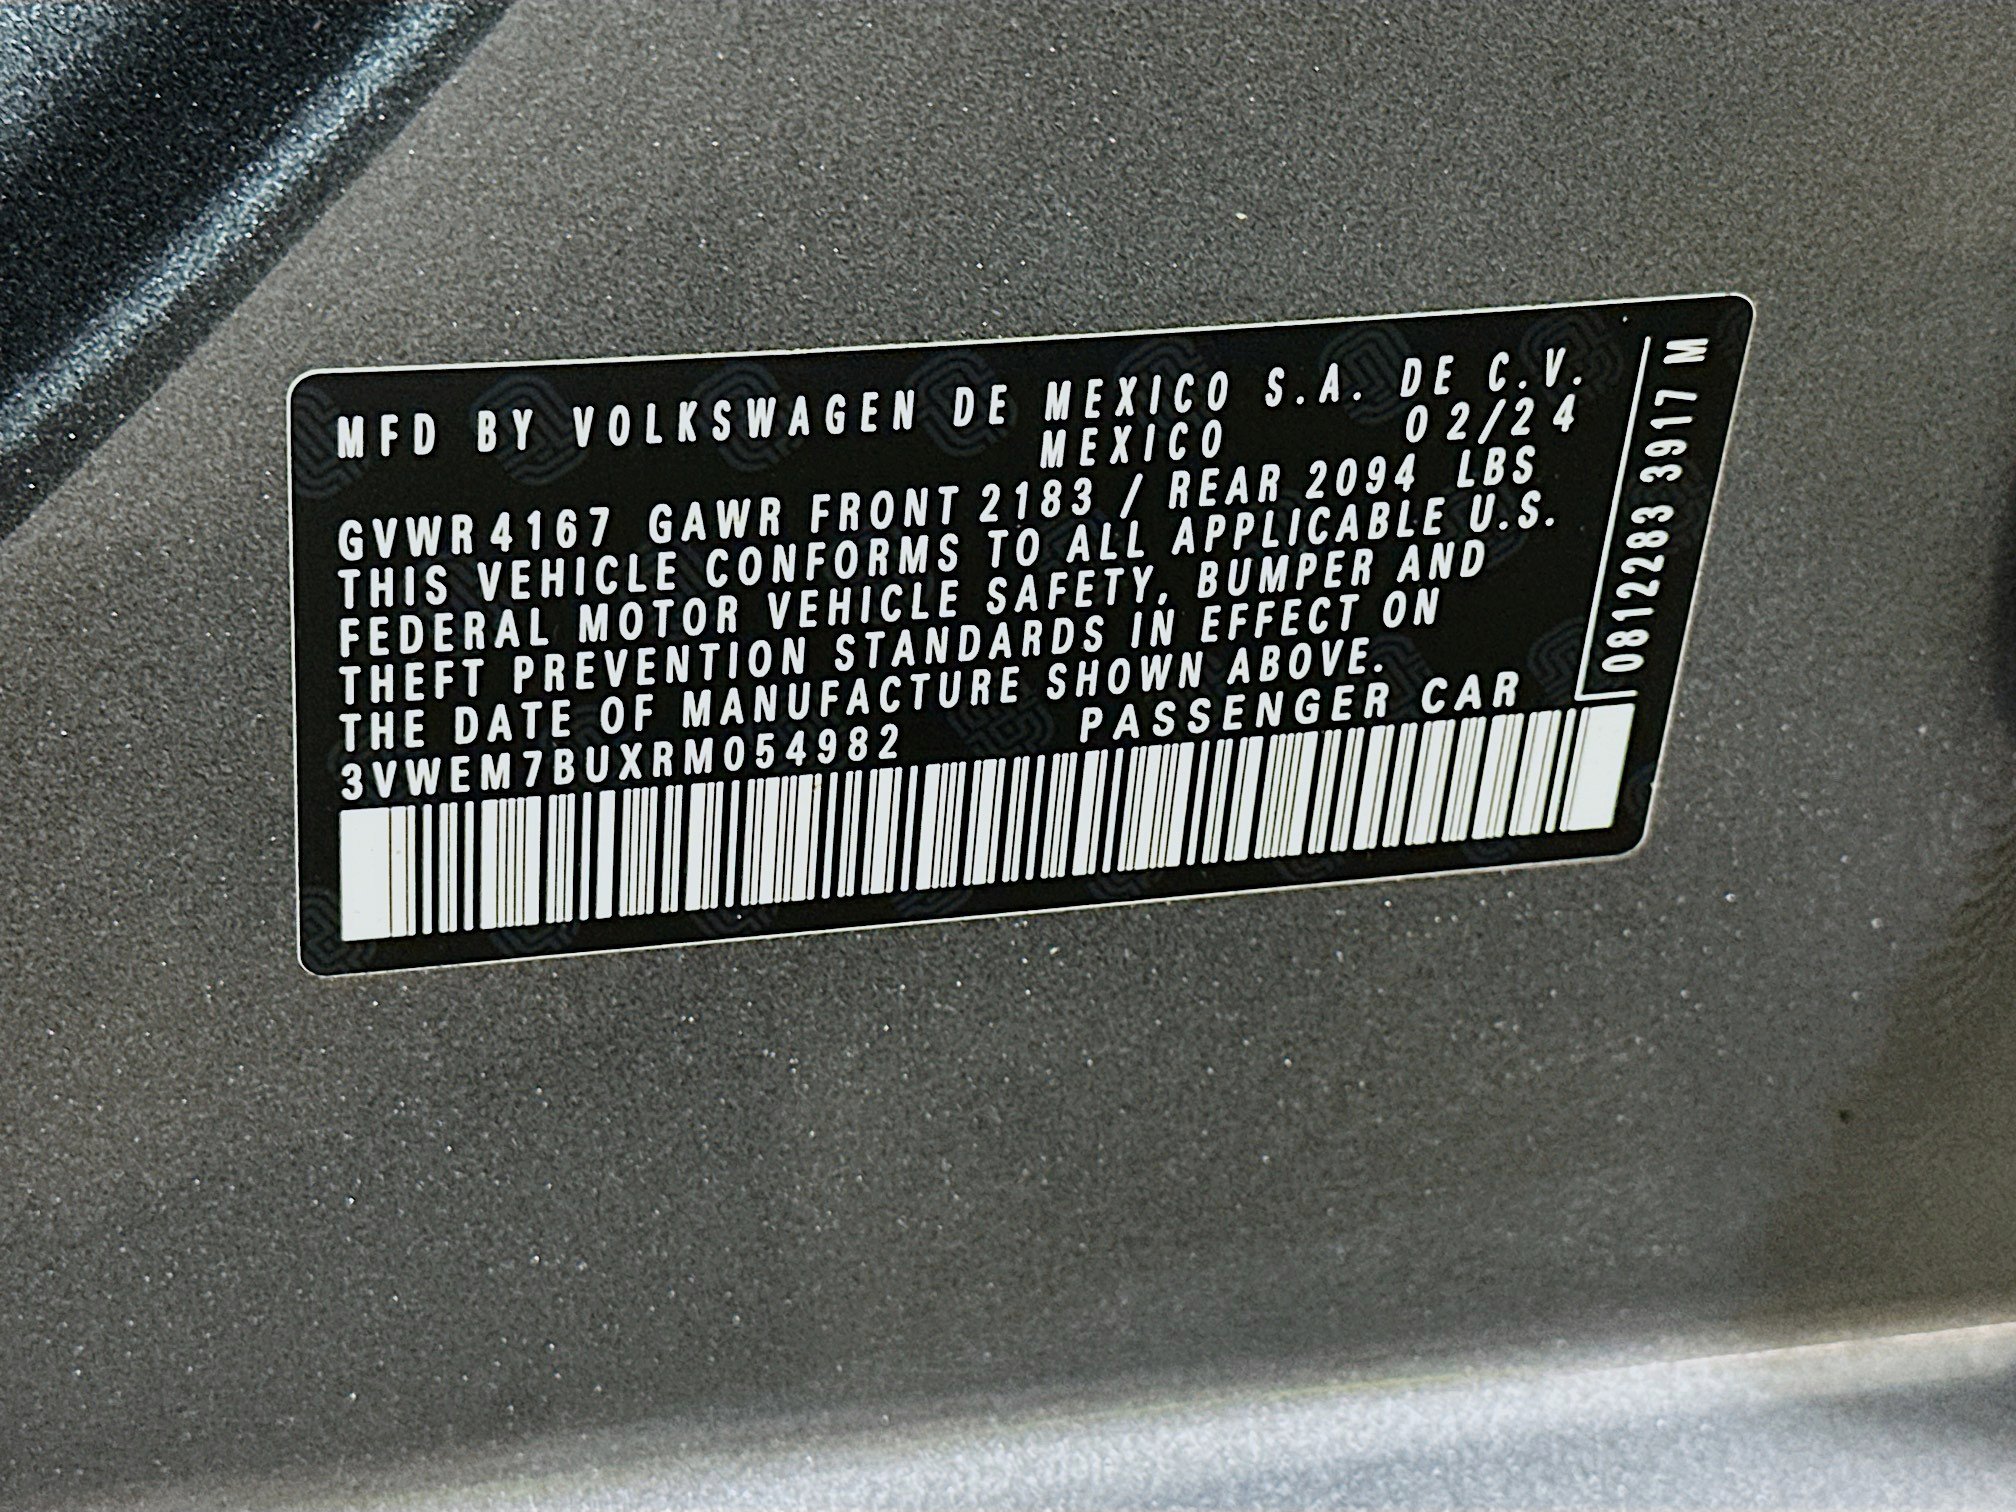 MFD BY VOLKSWAGEN DE MEXICO S.A. DE C.V.
MEXICO 02/24
GVWR 4167 GAWR FRONT 2183 / REAR 2094 LBS
THIS VEHICLE CONFORMS TO ALL APPLICABLE U.S.
FEDERAL MOTOR VEHICLE SAFETY, BUMPER AND
THEFT PREVENTION STANDARDS IN EFFECT ON
THE DATE OF MANUFACTURE SHOWN ABOVE.
3VWEM7BUXRM054982 PASSENGER CAR
0812283 3917 M